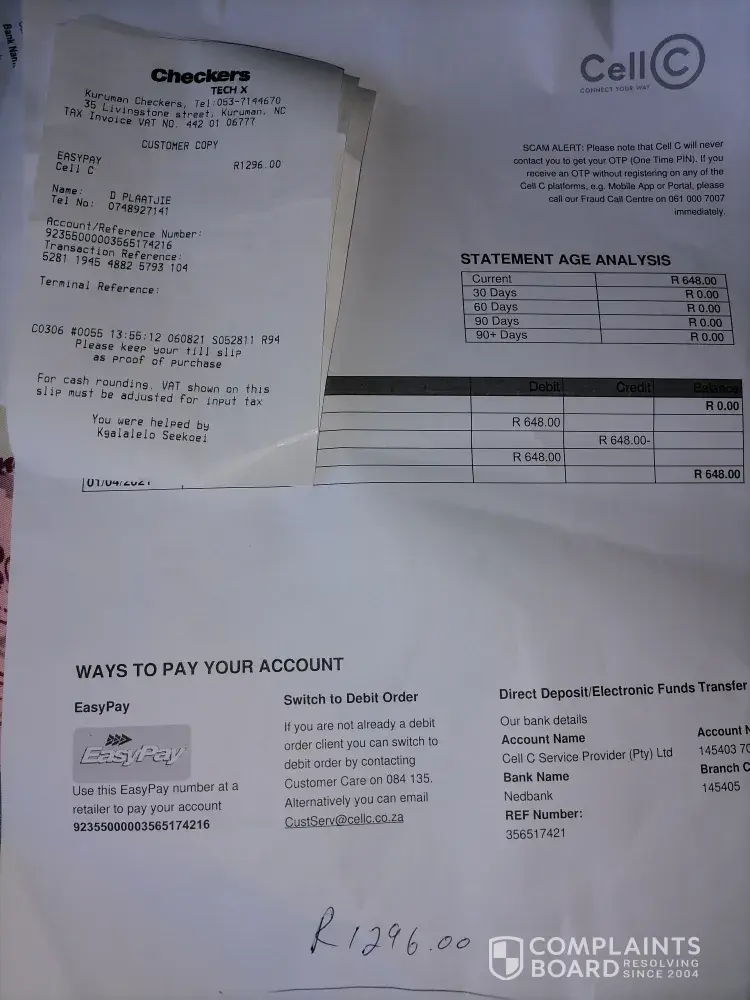 Bank Nan
Checkers
TECH X
Kuruman Checkers, Tel:053-7144670
35 Livingstone street, Kuruman, NC
TAX Invoice VAT NO. 442 01 06777
CUSTOMER COPY
EASYPAY
Cell C R1296.00
Name: D PLAATJIE
Tel No: 0748927141
Account/Reference Number:
92355000003565174216
Transaction Reference:
5281 1945 4882 5793 104
Terminal Reference:
C0306 #0055 13:55:12 060821 S052811 R94
Please keep your till slip
as proof of purchase
For cash rounding. VAT shown on this
slip must be adjusted for input tax
You were helped by
Kgalalelo Seekoei
Cell C
CONNECT YOUR WAY
SCAM ALERT: Please note that Cell C will never
contact you to get your OTP (One Time PIN). If you
receive an OTP without registering on any of the
Cell C platforms, e.g. Mobile App or Portal, please
call our Fraud Call Centre on 061 000 7007
immediately.
STATEMENT AGE ANALYSIS
Current R 648.00
30 Days R 0.00
60 Days R 0.00
90 Days R 0.00
90+ Days R 0.00
Debit Credit Balance
R 0.00
R 648.00
R 648.00-
R 648.00
01/04/2021 R 648.00
WAYS TO PAY YOUR ACCOUNT
EasyPay
EasyPay
Use this EasyPay number at a
retailer to pay your account
92355000003565174216
Switch to Debit Order
If you are not already a debit
order client you can switch to
debit order by contacting
Customer Care on 084 135.
Alternatively you can email
CustServ@cellc.co.za
Direct Deposit/Electronic Funds Transfer
Our bank details
Account Name
Cell C Service Provider (Pty) Ltd
Bank Name
Nedbank
REF Number:
356517421
Account N
145403 70
Branch C
145405
R1296.00
COMPLAINTS
BOARD RESOLVING
SINCE 2004